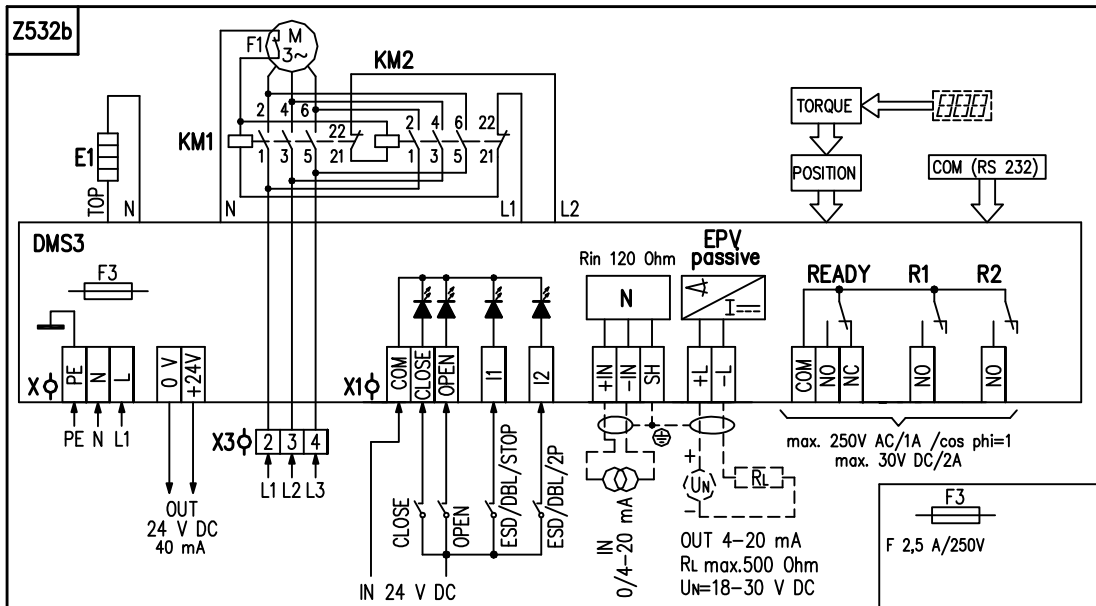 Z532b
F1
M
3~
KM2
2 4 6
22
2 4 6 22
KM1
1 3 5
21
1 3 5 21
E1
TOP
N
N
L1
L2
TORQUE
POSITION
COM (RS 232)
DMS3
F3
Rin 120 Ohm
N
EPV
passive
I
READY
R1
R2
X
PE
N
L
0 V
+24V
X1
COM
CLOSE
OPEN
I1
I2
+IN
-IN
SH
+L
-L
COM
NO
NC
NO
NO
PE N L1
X3
2 3 4
L1 L2 L3
OUT
24 V DC
40 mA
CLOSE
OPEN
ESD/DBL/STOP
ESD/DBL/2P
IN 24 V DC
IN
0/4-20 mA
+
UN
-
RL
OUT 4-20 mA
RL max.500 Ohm
UN=18-30 V DC
max. 250V AC/1A /cos phi=1
max. 30V DC/2A
F3
F 2,5 A/250V